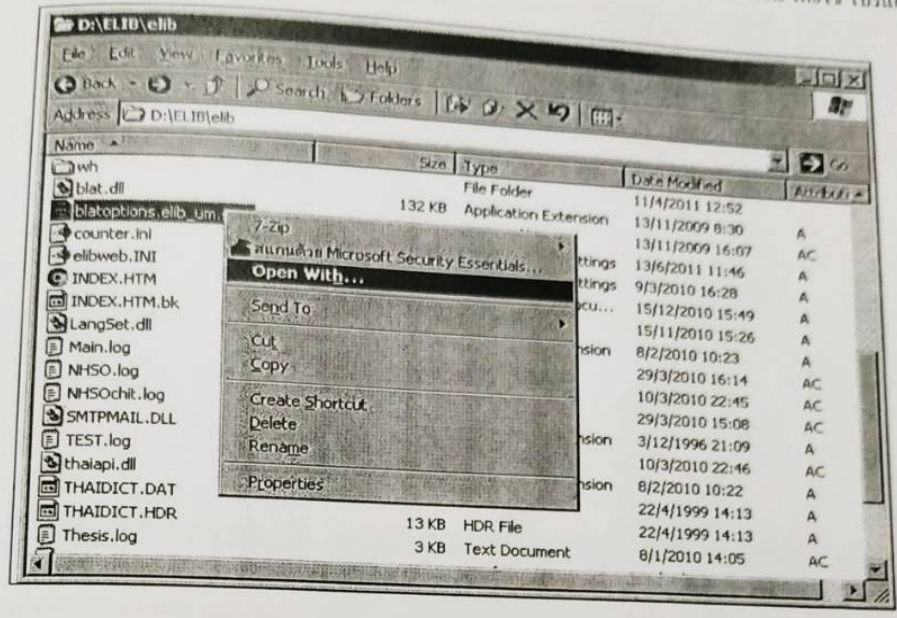 D:\ELIB\elib
File Edit View Favorites Tools Help
Back Search Folders
Address D:\ELIB\elib Go
Name Size Type Date Modified
wh File Folder 11/4/2011 12:52
blat.dll 132 KB Application Extension 13/11/2009 8:30 A
blatoptions.elib_um. 13/11/2009 16:07 AC
counter.ini ttings 13/6/2011 11:46 A
elibweb.INI ttings 9/3/2010 16:28 A
INDEX.HTM ocu... 15/12/2010 15:49 A
INDEX.HTM.bk 15/11/2010 15:26 A
LangSet.dll nsion 8/2/2010 10:23 A
Main.log 29/3/2010 16:14 AC
NHSO.log 10/3/2010 22:45 AC
NHSOchit.log 29/3/2010 15:08 AC
SMTPMAIL.DLL nsion 3/12/1996 21:09 A
TEST.log 10/3/2010 22:46 AC
thaiapi.dll nsion 8/2/2010 10:22 A
THAIDICT.DAT 22/4/1999 14:13 A
THAIDICT.HDR 13 KB HDR File 22/4/1999 14:13 A
Thesis.log 3 KB Text Document 8/1/2010 14:05 AC
7-Zip
สแกนด้วย Microsoft Security Essentials...
Open With...
Send To
Cut
Copy
Create Shortcut
Delete
Rename
Properties